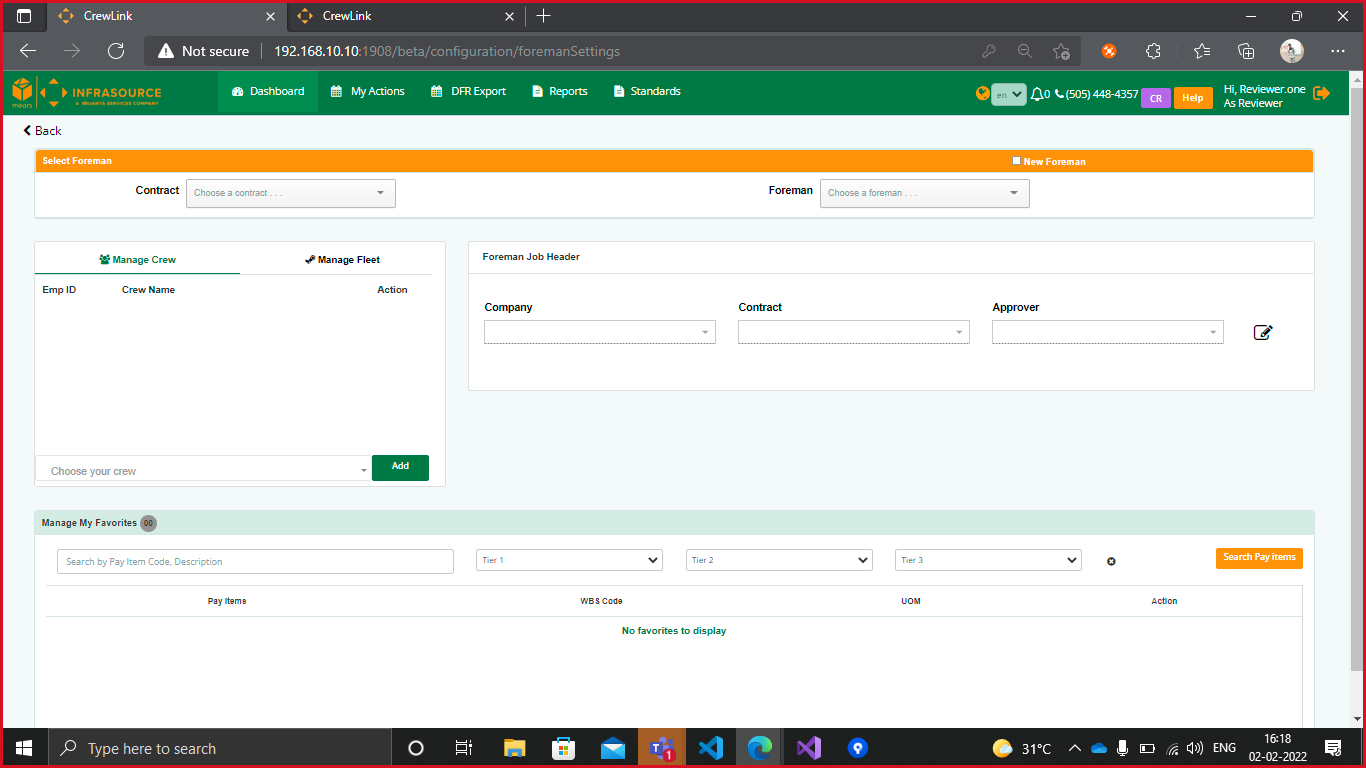 CrewLink
CrewLink
Not secure 192.168.10.10:1908/beta/configuration/foremanSettings
mears INFRASOURCE
A QUANTA SERVICES COMPANY
Dashboard My Actions DFR Export Reports Standards
en 0 (505) 448-4357 CR Help
Hi, Reviewer.one
As Reviewer
Back
Select Foreman New Foreman
Contract Choose a contract . . . Foreman Choose a foreman . . .
Manage Crew Manage Fleet
Emp ID Crew Name Action
Choose your crew Add
Foreman Job Header
Company Contract Approver
Manage My Favorites 00
Search by Pay Item Code, Description Tier 1 Tier 2 Tier 3 Search Pay items
Pay Items WBS Code UOM Action
No favorites to display
Type here to search
1
31°C ENG
16:18
02-02-2022